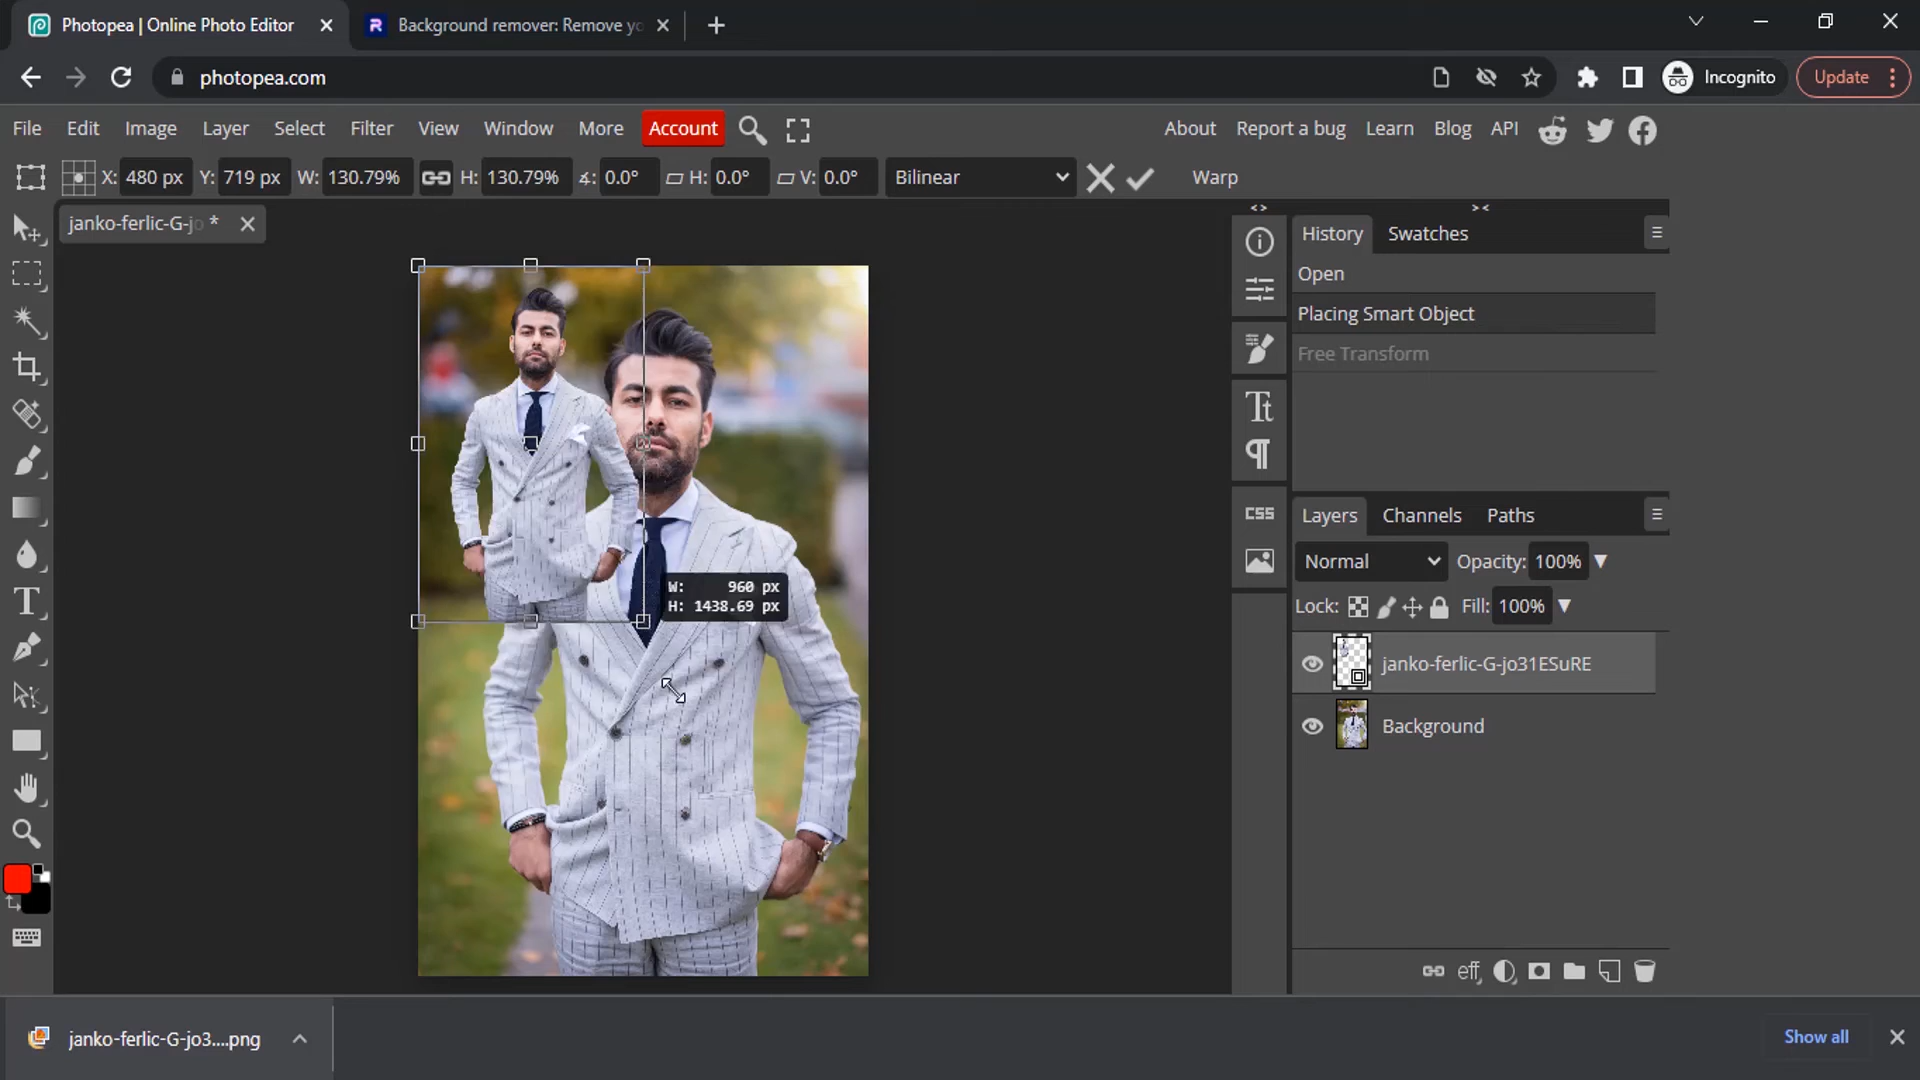 Photopea | Online Photo Editor
Background remover: Remove yo
photopea.com
Incognito
Update
File Edit Image Layer Select Filter View Window More Account
About Report a bug Learn Blog API
X: 480 px Y: 719 px W: 130.79% H: 130.79% 0.0° H: 0.0° V: 0.0° Bilinear Warp
janko-ferlic-G-jo *
History Swatches
Open
Placing Smart Object
Free Transform
CSS
W: 960 px
H: 1438.69 px
Layers Channels Paths
Normal Opacity: 100%
Lock: Fill: 100%
janko-ferlic-G-jo31ESuRE
Background
eff
janko-ferlic-G-jo3....png
Show all